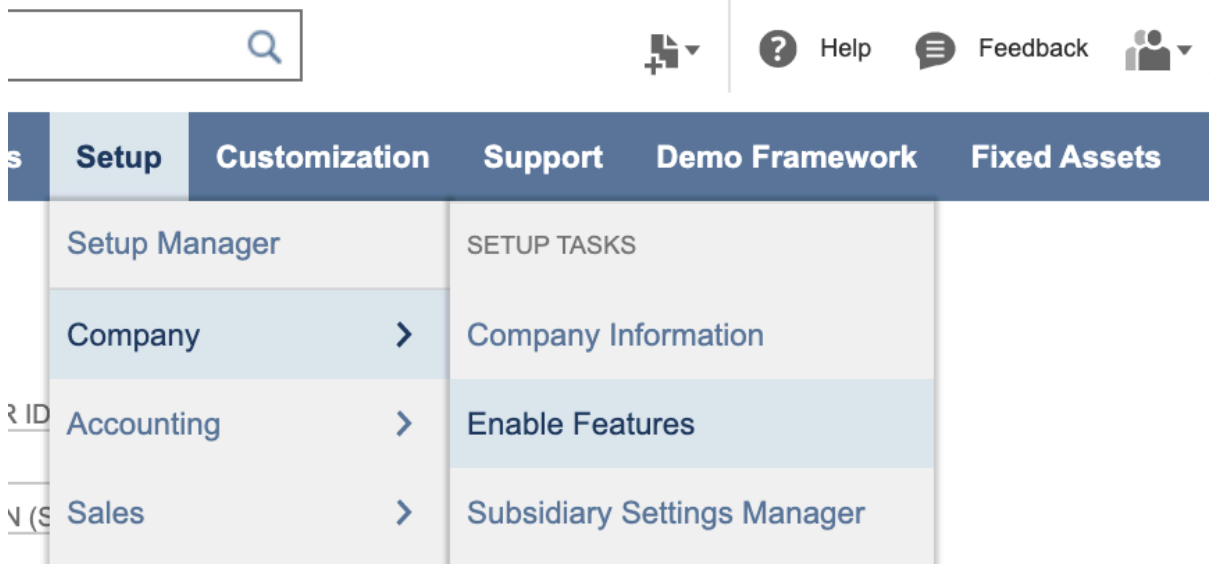 Help Feedback
s Setup Customization Support Demo Framework Fixed Assets
Setup Manager
SETUP TASKS
Company
Company Information
R ID
Accounting
Enable Features
N (S
Sales
Subsidiary Settings Manager